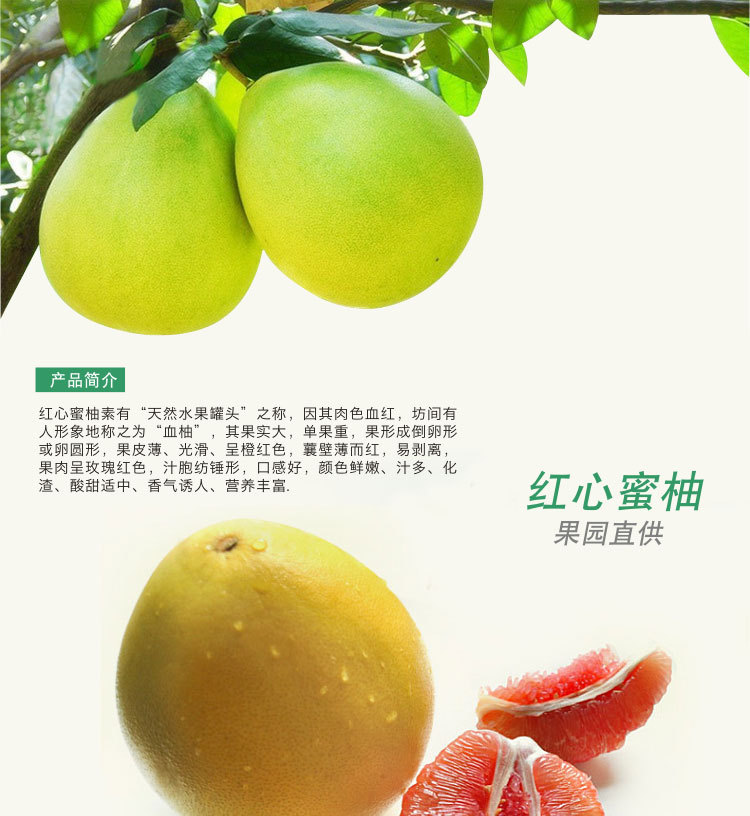 产品简介
红心蜜柚素有“天然水果罐头”之称，因其肉色血红，坊间有
人形象地称之为“血柚”，其果实大，单果重，果形成倒卵形
或卵圆形，果皮薄、光滑、呈橙红色，襄壁薄而红，易剥离，
果肉呈玫瑰红色，汁胞纺锤形，口感好，颜色鲜嫩、汁多、化
渣、酸甜适中、香气诱人、营养丰富.
红心蜜柚
果园直供